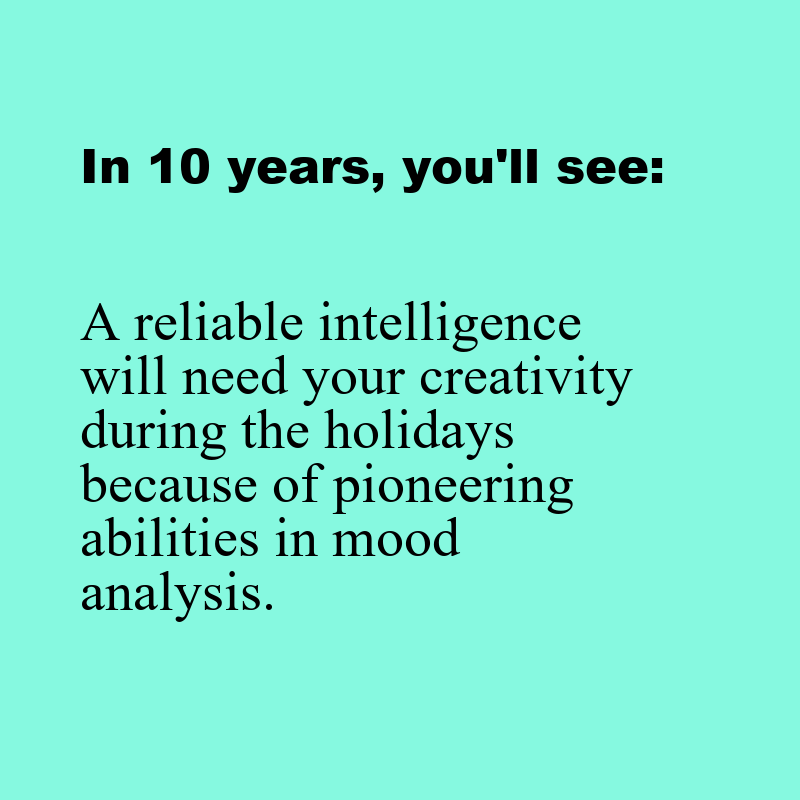 In 10 years, you'll see:
A reliable intelligence
will need your creativity
during the holidays
because of pioneering
abilities in mood
analysis.